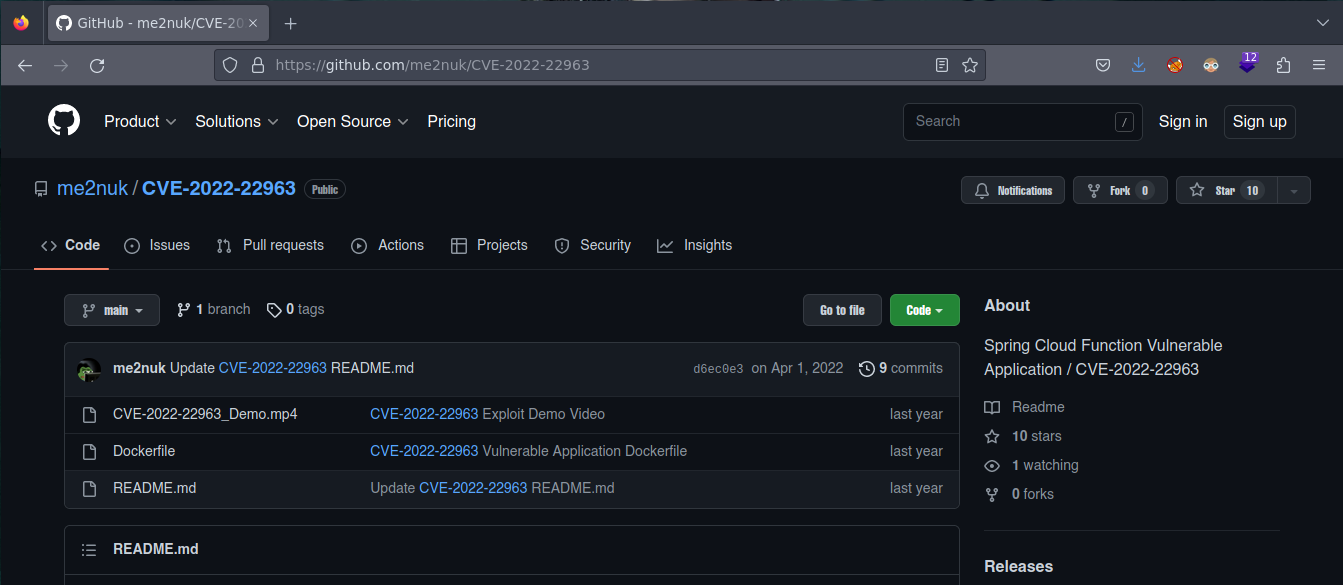 GitHub - me2nuk/CVE-20
https://github.com/me2nuk/CVE-2022-22963
12
Product Solutions Open Source Pricing
Search /
Sign in Sign up
me2nuk / CVE-2022-22963 Public
Notifications Fork 0 Star 10
Code Issues Pull requests Actions Projects Security Insights
main 1 branch 0 tags
Go to file Code
me2nuk Update CVE-2022-22963 README.md d6ec0e3 on Apr 1, 2022 9 commits
CVE-2022-22963_Demo.mp4 CVE-2022-22963 Exploit Demo Video last year
Dockerfile CVE-2022-22963 Vulnerable Application Dockerfile last year
README.md Update CVE-2022-22963 README.md last year
README.md
About
Spring Cloud Function Vulnerable
Application / CVE-2022-22963
Readme
10 stars
1 watching
0 forks
Releases